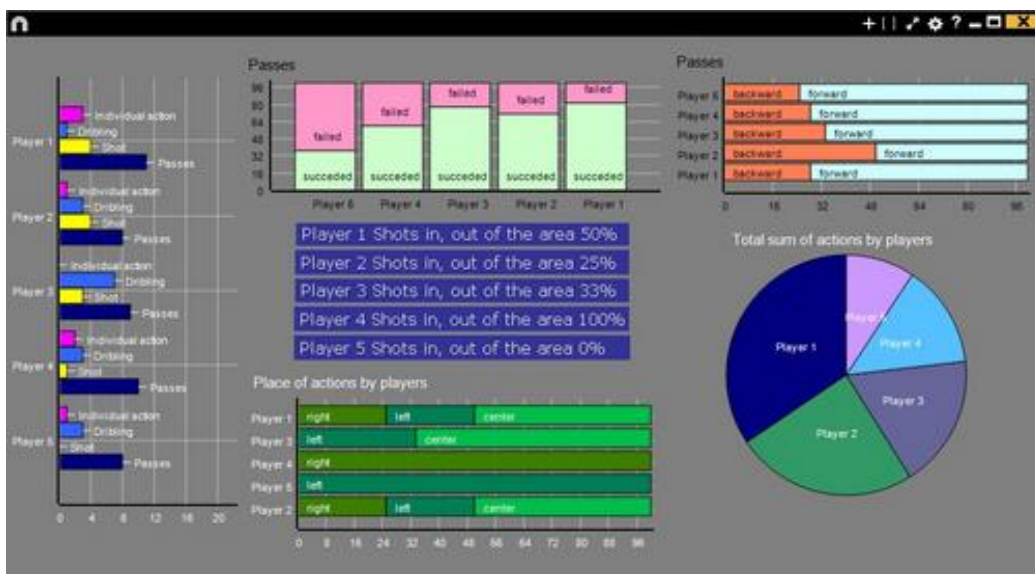 Passes
Passes
96
80
64
48
32
16
0
failed
failed
failed
failed
failed
succeded
succeded
succeded
succeded
succeded
Player 6
Player 4
Player 3
Player 2
Player 1
Player 6
backward
forward
Player 4
backward
forward
Player 3
backward
forward
Player 2
backward
forward
Player 1
backward
forward
0 16 32 48 64 80 96
Player 1
Individual action
Dribling
Shot
Passes
Player 2
Individual action
Dribling
Shot
Passes
Player 3
Individual action
Dribling
Shot
Passes
Player 4
Individual action
Dribling
Shot
Passes
Individual action
Dribling
Shot
Passes
0 4 8 12 16 20
Player 1 Shots in, out of the area 50%
Player 2 Shots in, out of the area 25%
Player 3 Shots in, out of the area 33%
Player 4 Shots in, out of the area 100%
Player 5 Shots in, out of the area 0%
Total sum of actions by players
Player 1
Player 4
Player 3
Player 2
Place of actions by players
Player 1 right left center
Player 3 left center
Player 4 right
Player left
Player 2 right left center
0 8 16 24 32 40 48 56 64 72 80 88 96